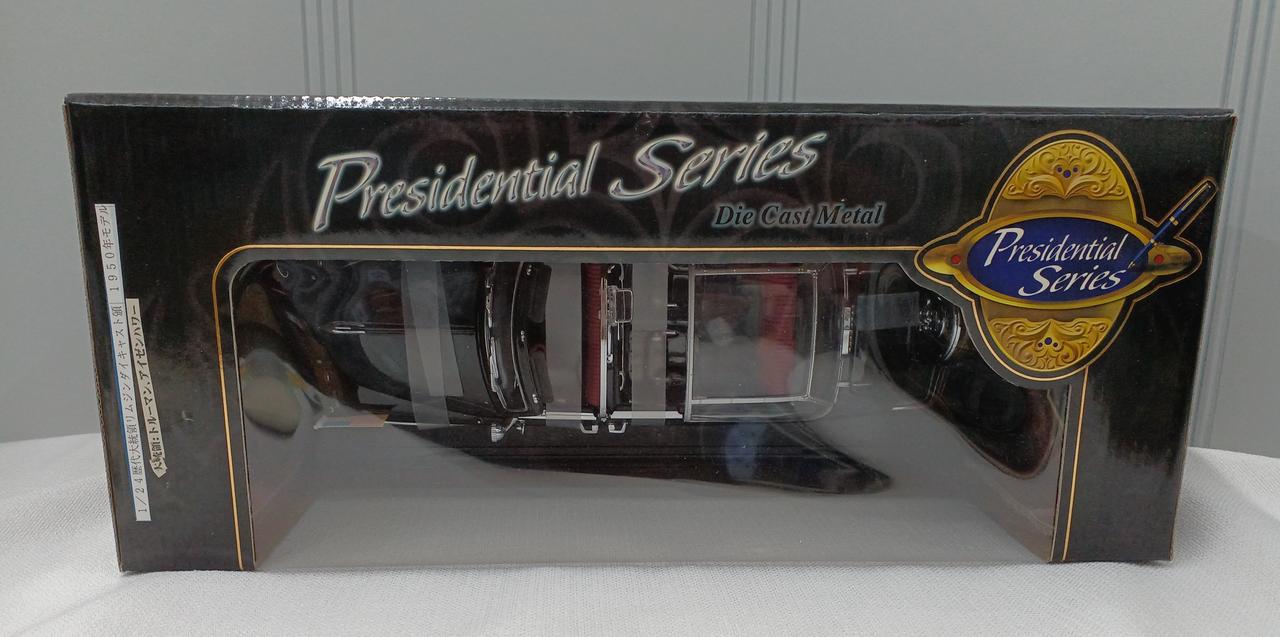 Presidential Series
Die Cast Metal
Presidential
Series
1/24歴代大統領リムジンダイキャスト製 1950年モデル
大統領:トルーマン、アイゼンハワー